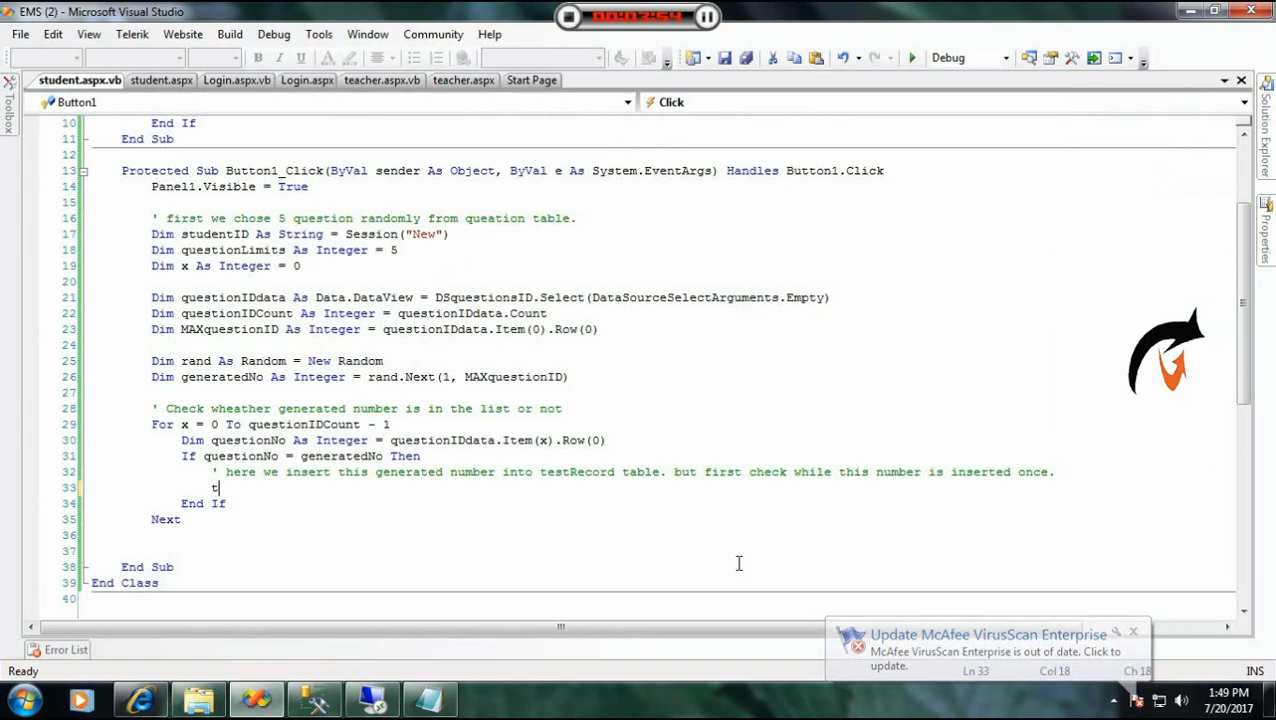 EMS (2) - Microsoft Visual Studio
00:03:54
File Edit View Telerik Website Build Debug Tools Window Community Help
Debug
student.aspx.vb student.aspx Login.aspx.vb Login.aspx teacher.aspx.vb teacher.aspx Start Page
Button1 Click
Toolbox
Solution Explorer
Properties
10 End If
11 End Sub
12
13 Protected Sub Button1_Click(ByVal sender As Object, ByVal e As System.EventArgs) Handles Button1.Click
14 Panel1.Visible = True
15
16 ' first we chose 5 question randomly from queation table.
17 Dim studentID As String = Session("New")
18 Dim questionLimits As Integer = 5
19 Dim x As Integer = 0
20
21 Dim questionIDdata As Data.DataView = DSquestionsID.Select(DataSourceSelectArguments.Empty)
22 Dim questionIDCount As Integer = questionIDdata.Count
23 Dim MAXquestionID As Integer = questionIDdata.Item(0).Row(0)
24
25 Dim rand As Random = New Random
26 Dim generatedNo As Integer = rand.Next(1, MAXquestionID)
27
28 ' Check wheather generated number is in the list or not
29 For x = 0 To questionIDCount - 1
30 Dim questionNo As Integer = questionIDdata.Item(x).Row(0)
31 If questionNo = generatedNo Then
32 ' here we insert this generated number into testRecord table. but first check while this number is inserted once.
33 t
34 End If
35 Next
36
37
38 End Sub
39 End Class
40
Update McAfee VirusScan Enterprise
McAfee VirusScan Enterprise is out of date. Click to
update.
Error List
Ready Ln 33 Col 18 Ch 18 INS
1:49 PM
7/20/2017